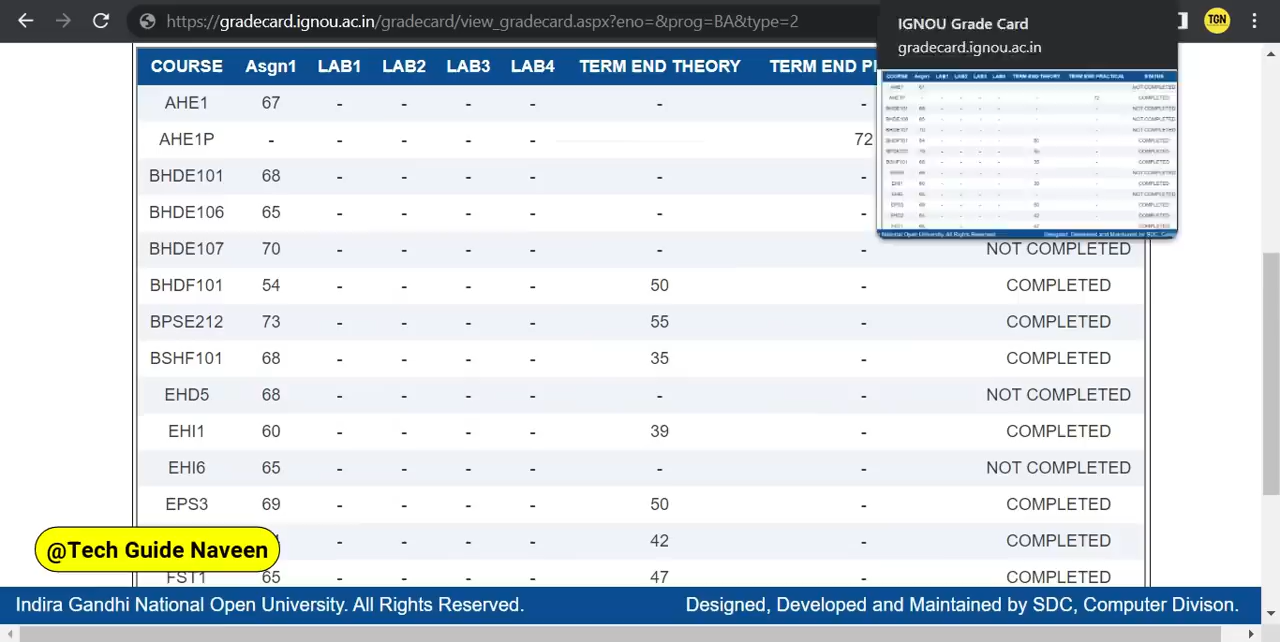 https://gradecard.ignou.ac.in/gradecard/view_gradecard.aspx?eno=&prog=BA&type=2
TGN
IGNOU Grade Card
gradecard.ignou.ac.in
COURSE Asgn1 LAB1 LAB2 LAB3 LAB4 TERM END THEORY TERM END
AHE1 67 - - - - - -
AHE1P - - - - - 72
BHDE101 68 - - - - - -
BHDE106 65 - - - - - -
BHDE107 70 - - - - - - NOT COMPLETED
BHDF101 54 - - - - 50 - COMPLETED
BPSE212 73 - - - - 55 - COMPLETED
BSHF101 68 - - - - 35 - COMPLETED
EHD5 68 - - - - - - NOT COMPLETED
EHI1 60 - - - - 39 - COMPLETED
EHI6 65 - - - - - - NOT COMPLETED
EPS3 69 - - - - 50 - COMPLETED
- - - - 42 - COMPLETED
FST1 65 - - - - 47 - COMPLETED
@Tech Guide Naveen
Indira Gandhi National Open University. All Rights Reserved.
Designed, Developed and Maintained by SDC, Computer Divison.